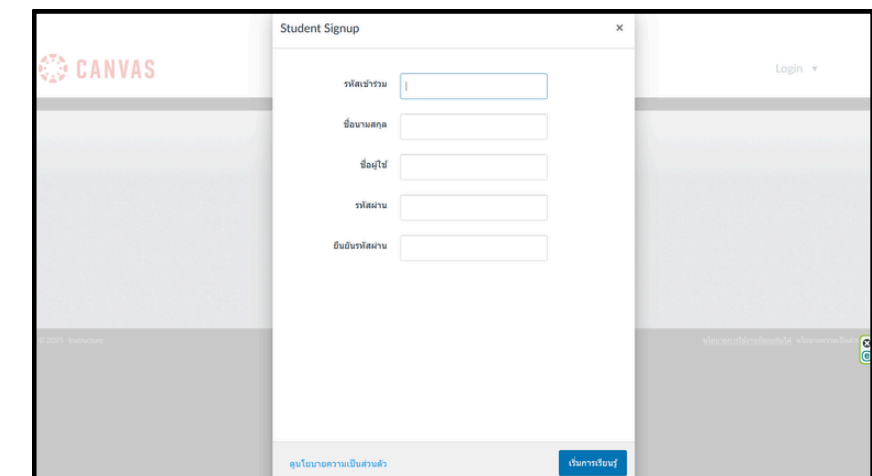 Student Signup ×
CANVAS
Login ▼
รหัสเข้าร่วม
ชื่อนามสกุล
ชื่อผู้ใช้
รหัสผ่าน
ยืนยันรหัสผ่าน
© 2025 Instructure
ดูนโยบายความเป็นส่วนตัว
เริ่มการเรียนรู้